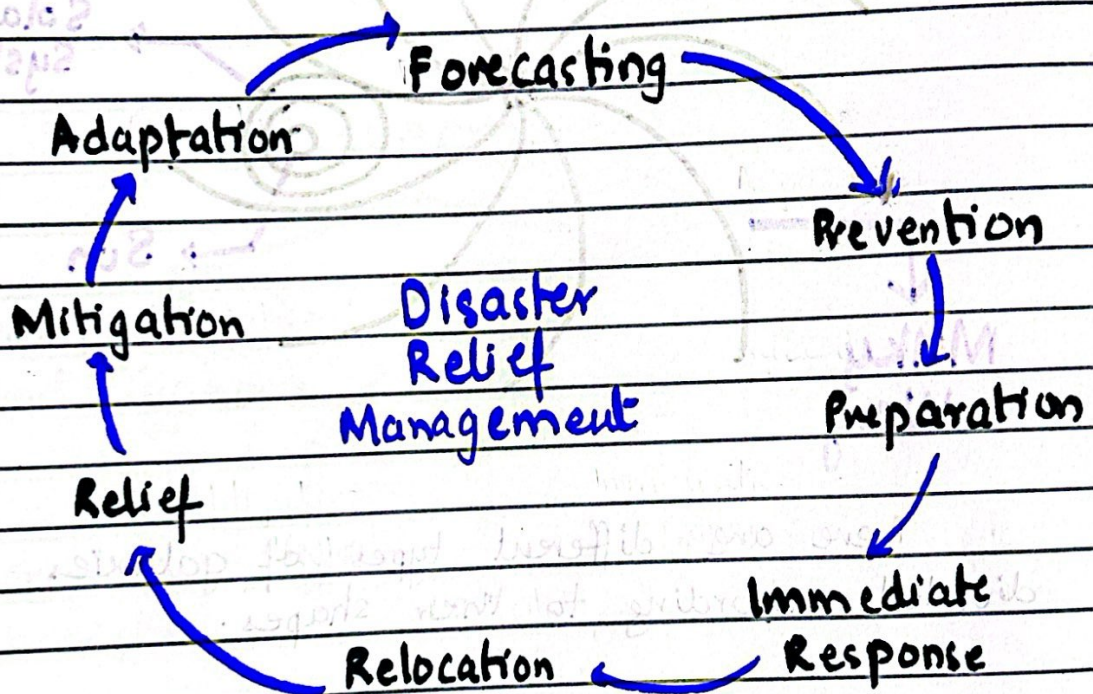 Forecasting
Adaptation
Prevention
Mitigation
Disaster
Relief
Management
Preparation
Relief
Immediate
Response
Relocation